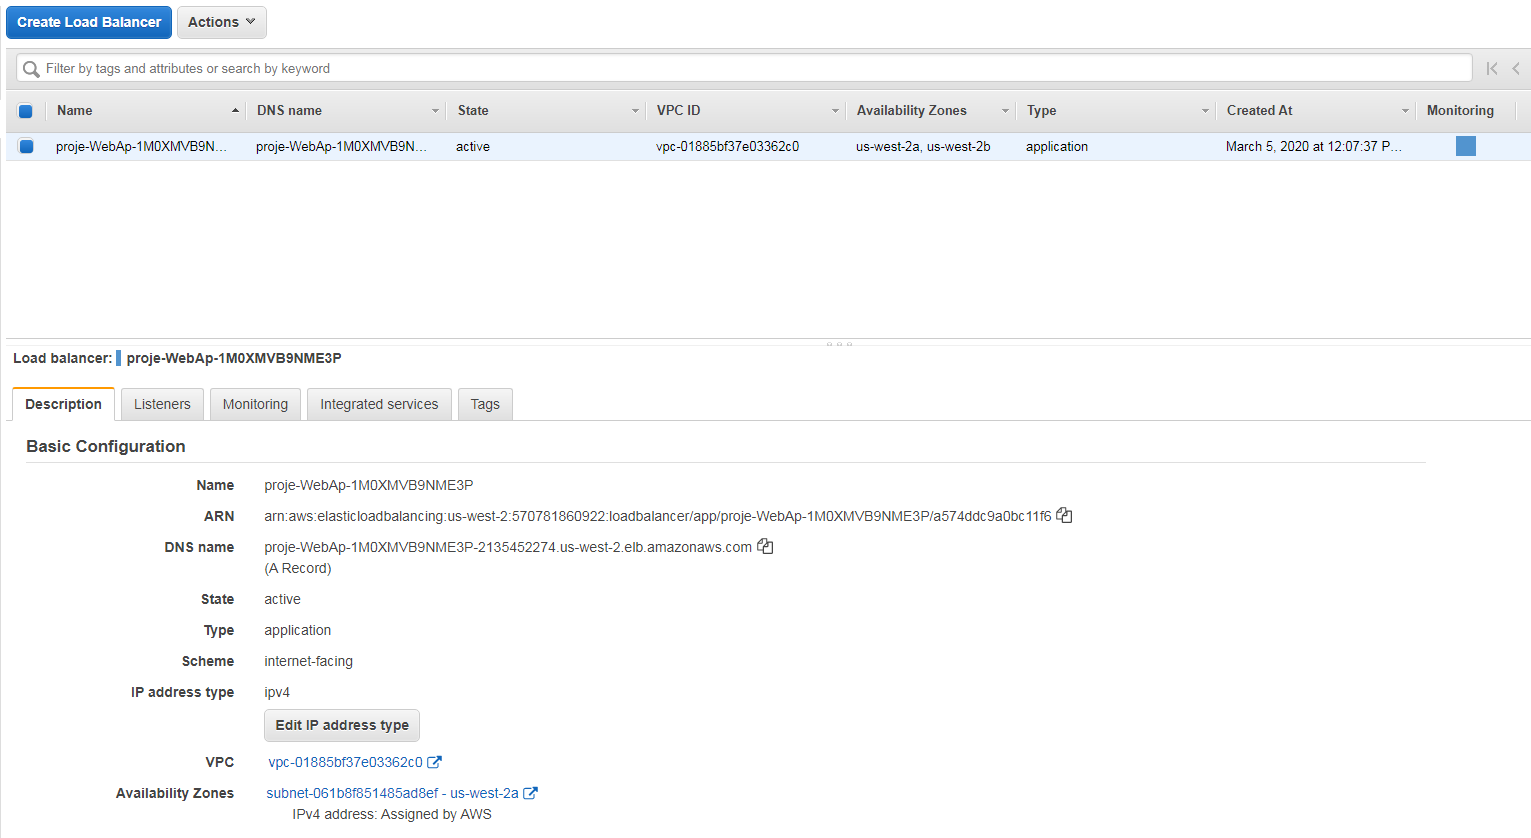 Create Load Balancer Actions
Filter by tags and attributes or search by keyword
Name DNS name State VPC ID Availability Zones Type Created At Monitoring
proje-WebAp-1M0XMVB9N... proje-WebAp-1M0XMVB9N... active vpc-01885bf37e03362c0 us-west-2a, us-west-2b application March 5, 2020 at 12:07:37 P...
Load balancer: proje-WebAp-1M0XMVB9NME3P
Description Listeners Monitoring Integrated services Tags
Basic Configuration
Name proje-WebAp-1M0XMVB9NME3P
ARN arn:aws:elasticloadbalancing:us-west-2:570781860922:loadbalancer/app/proje-WebAp-1M0XMVB9NME3P/a574ddc9a0bc11f6
DNS name proje-WebAp-1M0XMVB9NME3P-2135452274.us-west-2.elb.amazonaws.com
(A Record)
State active
Type application
Scheme internet-facing
IP address type ipv4
Edit IP address type
VPC vpc-01885bf37e03362c0
Availability Zones subnet-061b8f851485ad8ef - us-west-2a
IPv4 address: Assigned by AWS